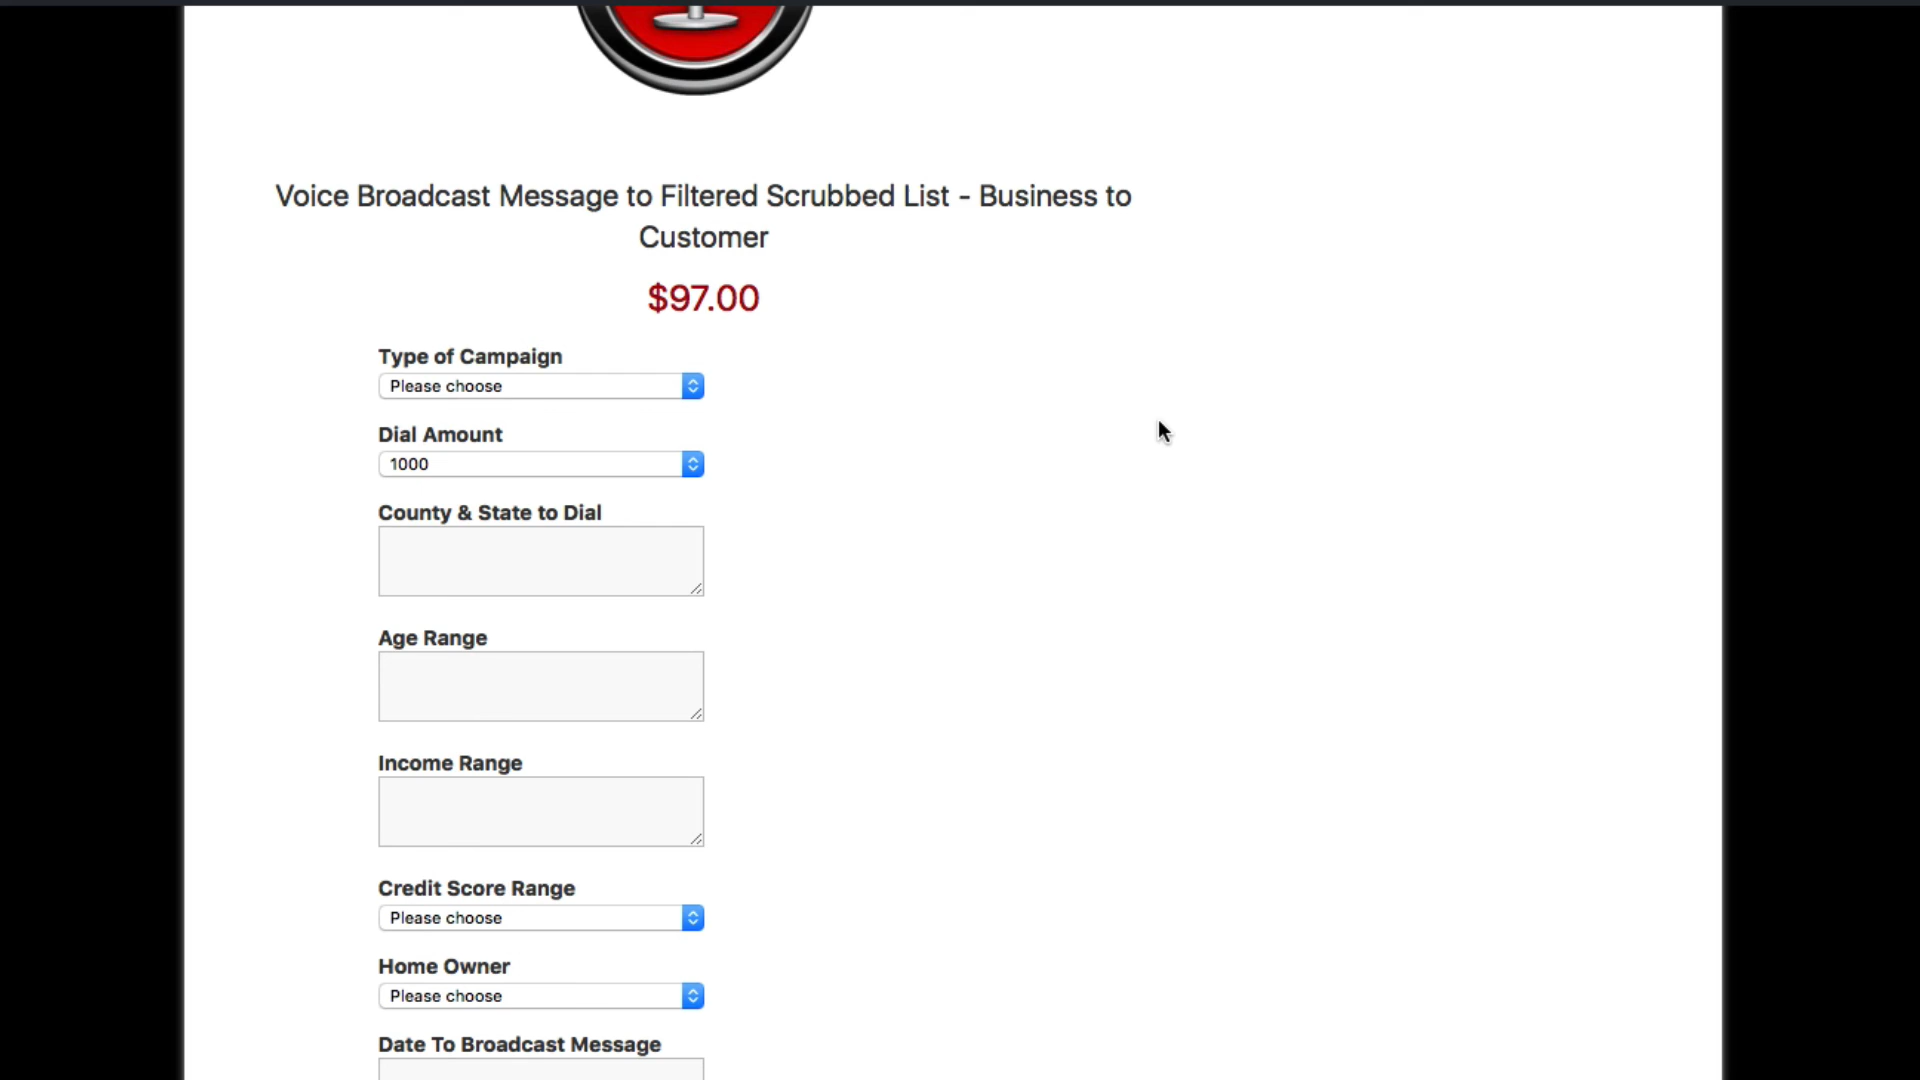 Voice Broadcast Message to Filtered Scrubbed List - Business to
Customer
$97.00
Type of Campaign
Please choose
Dial Amount
1000
County & State to Dial
Age Range
Income Range
Credit Score Range
Please choose
Home Owner
Please choose
Date To Broadcast Message